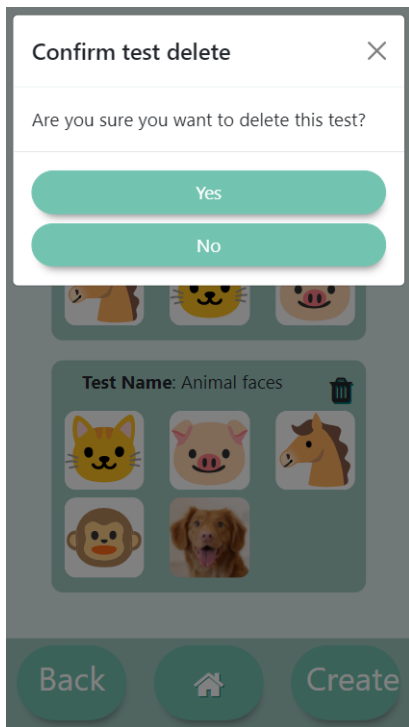 Confirm test delete
Are you sure you want to delete this test?
Yes
No
Test Name: Animal faces
Back
Create